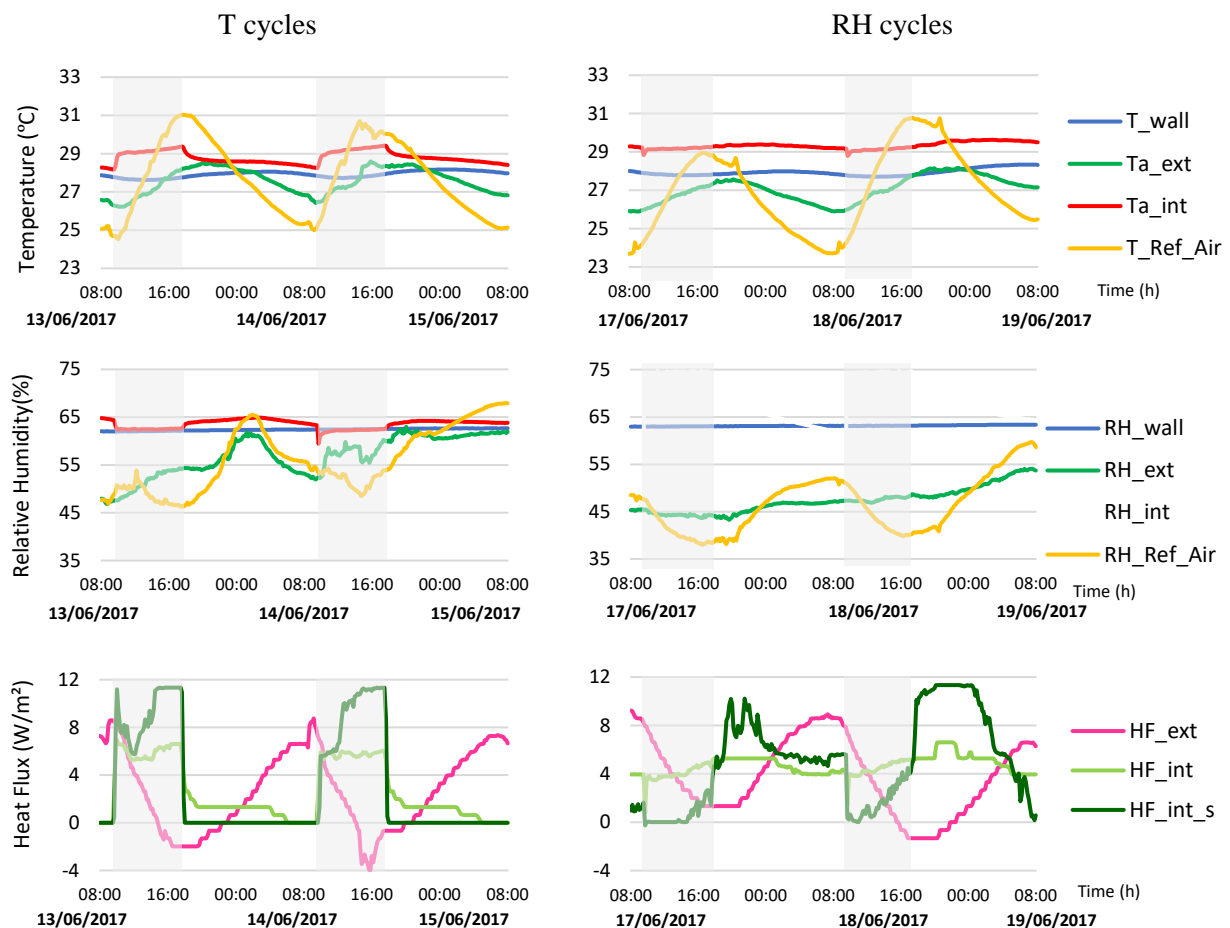 T cycles
RH cycles
Temperature (°C)
33
31
29
27
25
23
08:00 16:00 00:00 08:00 16:00 00:00 08:00
13/06/2017 14/06/2017 15/06/2017
33
31
29
27
25
23
08:00 16:00 00:00 08:00 16:00 00:00 08:00 Time (h)
17/06/2017 18/06/2017 19/06/2017
T_wall
Ta_ext
Ta_int
T_Ref_Air
Relative Humidity(%)
75
65
55
45
35
08:00 16:00 00:00 08:00 16:00 00:00 08:00
13/06/2017 14/06/2017 15/06/2017
75
65
55
45
35
08:00 16:00 00:00 08:00 16:00 00:00 08:00 Time (h)
17/06/2017 18/06/2017 19/06/2017
RH_wall
RH_ext
RH_int
RH_Ref_Air
Heat Flux (W/m²)
12
8
4
0
-4
08:00 16:00 00:00 08:00 16:00 00:00 08:00
13/06/2017 14/06/2017 15/06/2017
12
8
4
0
-4
08:00 16:00 00:00 08:00 16:00 00:00 08:00 Time (h)
17/06/2017 18/06/2017 19/06/2017
HF_ext
HF_int
HF_int_s